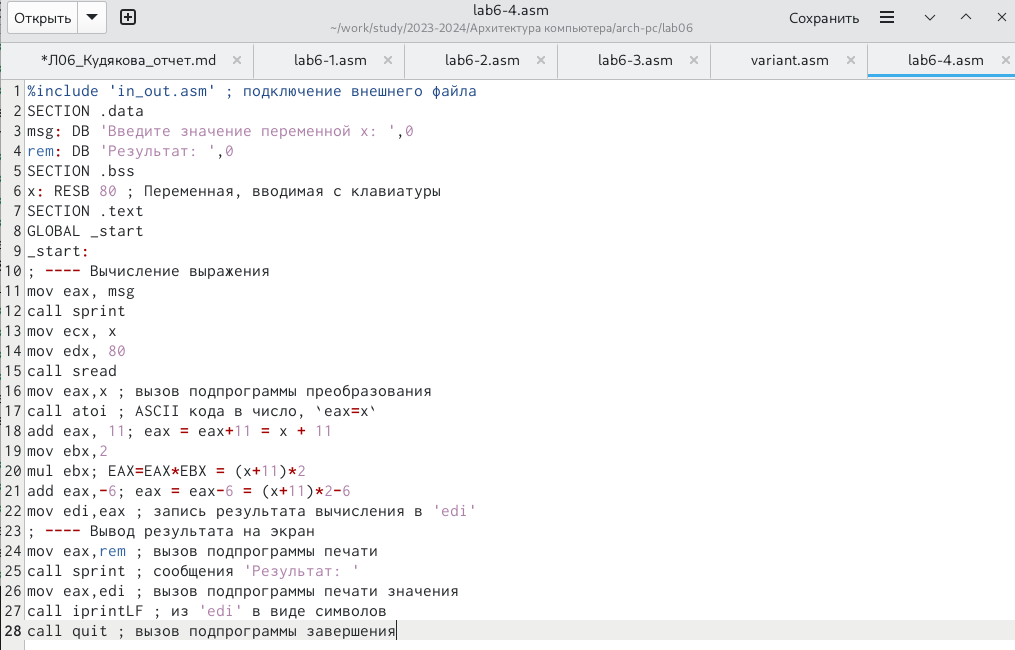 Открыть
lab6-4.asm
~/work/study/2023-2024/Архитектура компьютера/arch-pc/lab06
Сохранить
*Л06_Кудякова_отчет.md
lab6-1.asm
lab6-2.asm
lab6-3.asm
variant.asm
lab6-4.asm
1 %include 'in_out.asm' ; подключение внешнего файла
2 SECTION .data
3 msg: DB 'Введите значение переменной x: ',0
4 rem: DB 'Результат: ',0
5 SECTION .bss
6 x: RESB 80 ; Переменная, вводимая с клавиатуры
7 SECTION .text
8 GLOBAL _start
9 _start:
10 ; ---- Вычисление выражения
11 mov eax, msg
12 call sprint
13 mov ecx, x
14 mov edx, 80
15 call sread
16 mov eax,x ; вызов подпрограммы преобразования
17 call atoi ; ASCII кода в число, `eax=x`
18 add eax, 11; eax = eax+11 = x + 11
19 mov ebx,2
20 mul ebx; EAX=EAX*EBX = (x+11)*2
21 add eax,-6; eax = eax-6 = (x+11)*2-6
22 mov edi,eax ; запись результата вычисления в 'edi'
23 ; ---- Вывод результата на экран
24 mov eax,rem ; вызов подпрограммы печати
25 call sprint ; сообщения 'Результат: '
26 mov eax,edi ; вызов подпрограммы печати значения
27 call iprintLF ; из 'edi' в виде символов
28 call quit ; вызов подпрограммы завершения